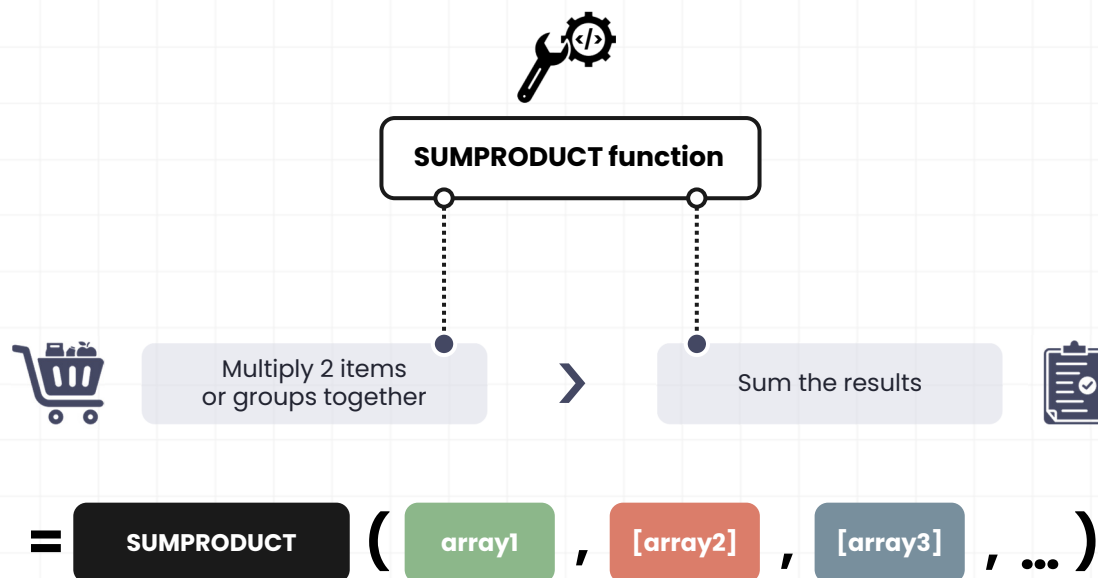 </>
SUMPRODUCT function
Multiply 2 items
or groups together
Sum the results
= SUMPRODUCT ( array1 , [array2] , [array3] , ... )